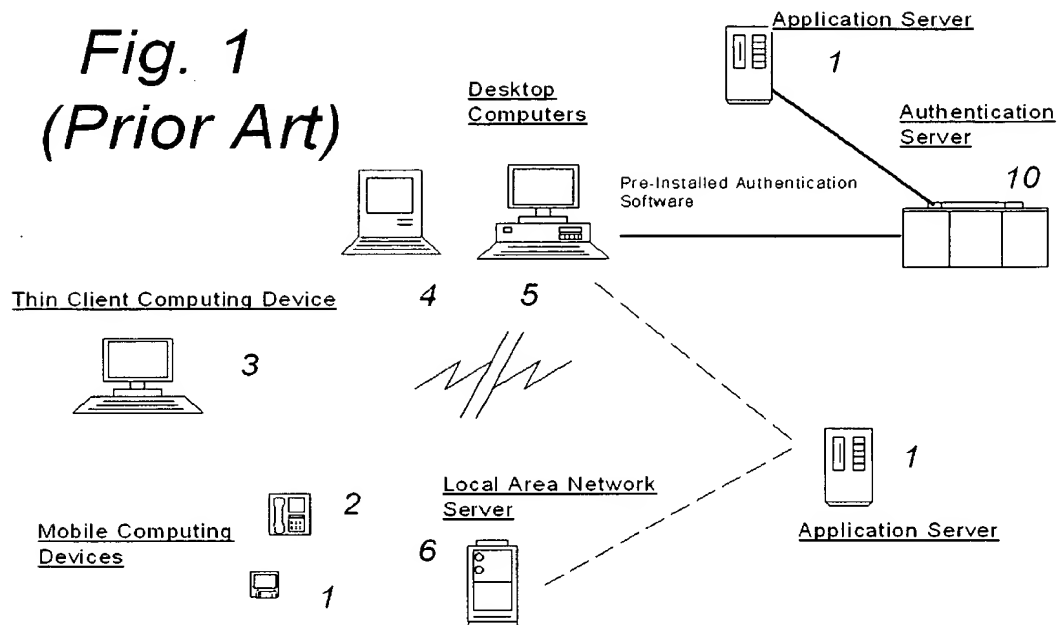 Fig. 1
(Prior Art)
Application Server
1
Desktop
Computers
Authentication
Server
10
Pre-Installed Authentication
Software
4
5
Thin Client Computing Device
3
2
Mobile Computing
Devices
1
Local Area Network
Server
6
1
Application Server